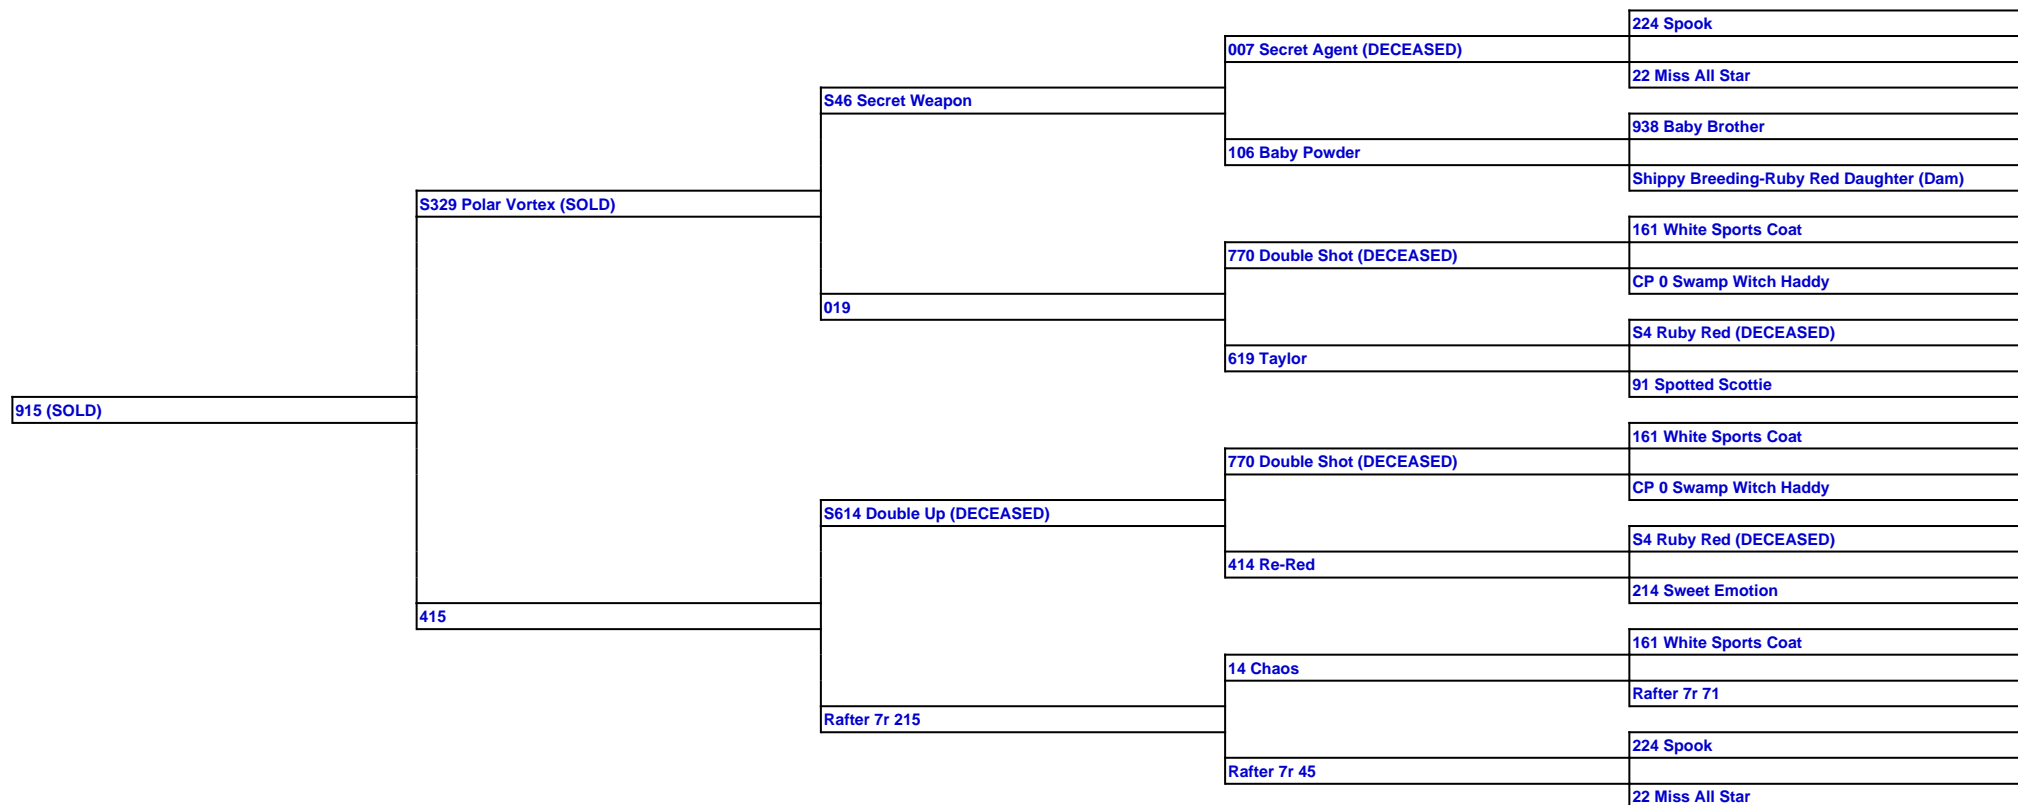 224 Spook
007 Secret Agent (DECEASED)
22 Miss All Star
S46 Secret Weapon
938 Baby Brother
106 Baby Powder
Shippy Breeding-Ruby Red Daughter (Dam)
S329 Polar Vortex (SOLD)
161 White Sports Coat
770 Double Shot (DECEASED)
CP 0 Swamp Witch Haddy
019
S4 Ruby Red (DECEASED)
619 Taylor
91 Spotted Scottie
915 (SOLD)
161 White Sports Coat
770 Double Shot (DECEASED)
CP 0 Swamp Witch Haddy
S614 Double Up (DECEASED)
S4 Ruby Red (DECEASED)
414 Re-Red
214 Sweet Emotion
415
161 White Sports Coat
14 Chaos
Rafter 7r 71
Rafter 7r 215
224 Spook
Rafter 7r 45
22 Miss All Star